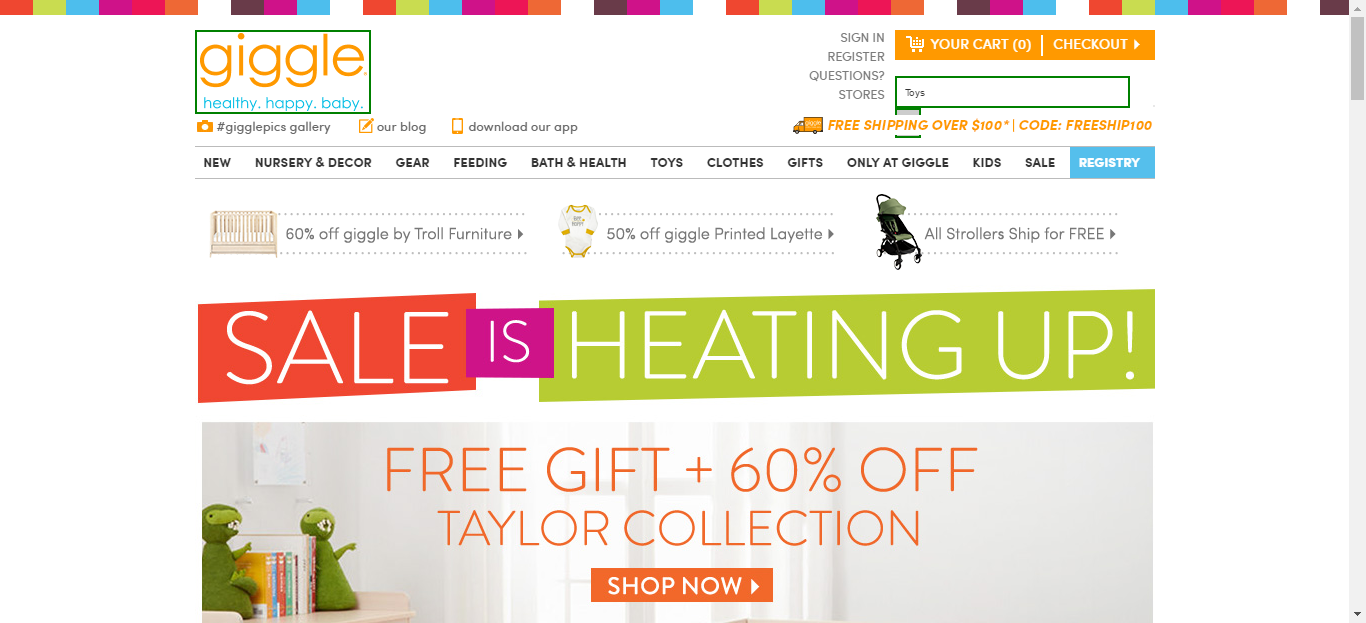 giggle.
healthy. happy. baby.
SIGN IN
REGISTER
QUESTIONS?
STORES
YOUR CART (0)
CHECKOUT
Toys
#gigglepics gallery
our blog
download our app
FREE SHIPPING OVER $100* | CODE: FREESHIP100
NEW NURSERY & DECOR GEAR FEEDING BATH & HEALTH TOYS CLOTHES GIFTS ONLY AT GIGGLE KIDS SALE REGISTRY
60% off giggle by Troll Furniture
50% off giggle Printed Layette
All Strollers Ship for FREE
SALE IS HEATING UP!
FREE GIFT + 60% OFF
TAYLOR COLLECTION
SHOP NOW